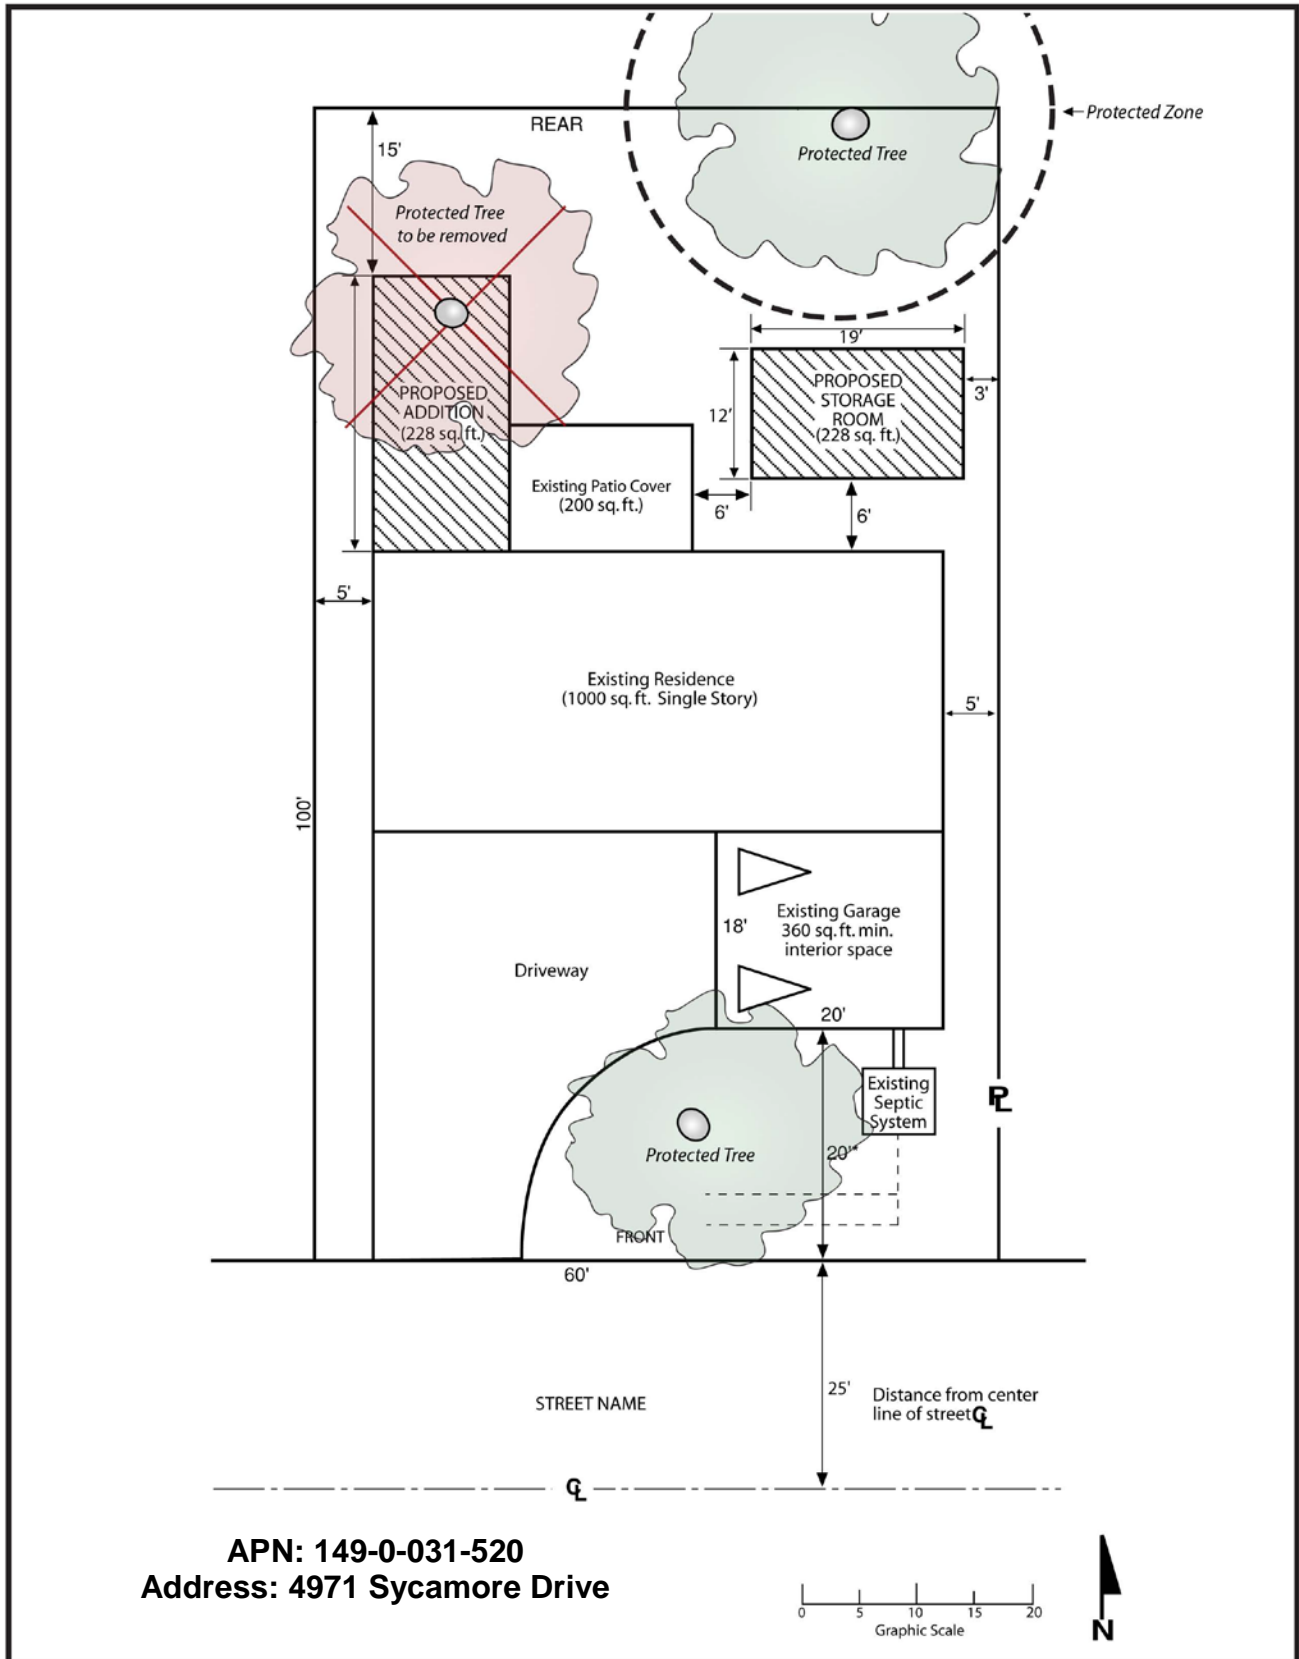 REAR
Protected Zone
Protected Tree
15'
Protected Tree
to be removed
19'
PROPOSED
ADDITION
(228 sq. ft.)
PROPOSED
STORAGE
ROOM
(228 sq. ft.)
12'
3'
Existing Patio Cover
(200 sq. ft.)
6'
6'
5'
Existing Residence
(1000 sq. ft. Single Story)
5'
100'
Existing Garage
360 sq. ft. min.
interior space
18'
Driveway
20'
Existing
Septic
System
PL
Protected Tree
20'*
FRONT
60'
25'
Distance from center
line of street CL
STREET NAME
CL
APN: 149-0-031-520
Address: 4971 Sycamore Drive
0 5 10 15 20
Graphic Scale
N